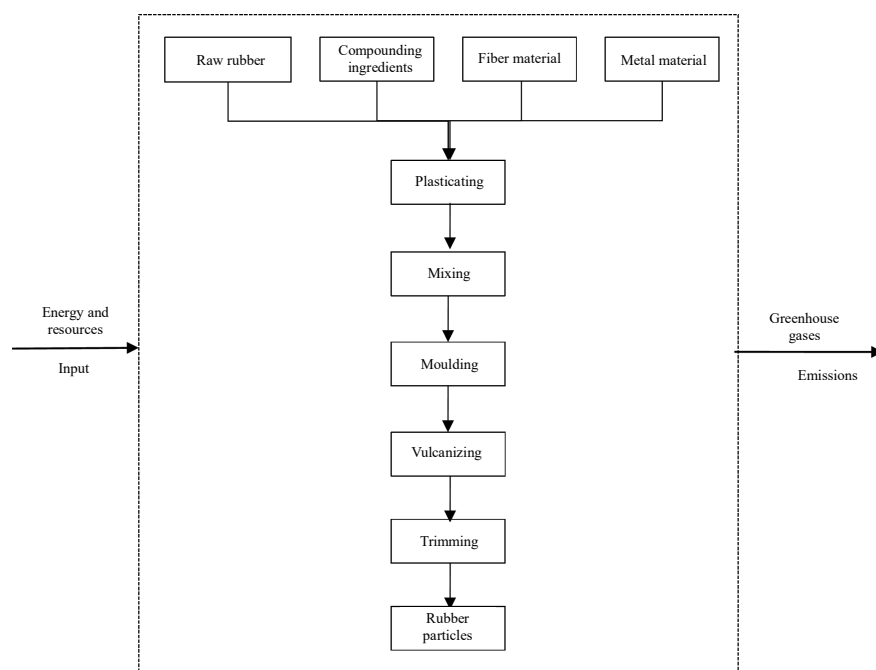 Raw rubber
Compounding
ingredients
Fiber material
Metal material
Plasticating
Mixing
Energy and
resources
Input
Greenhouse
gases
Emissions
Moulding
Vulcanizing
Trimming
Rubber
particles